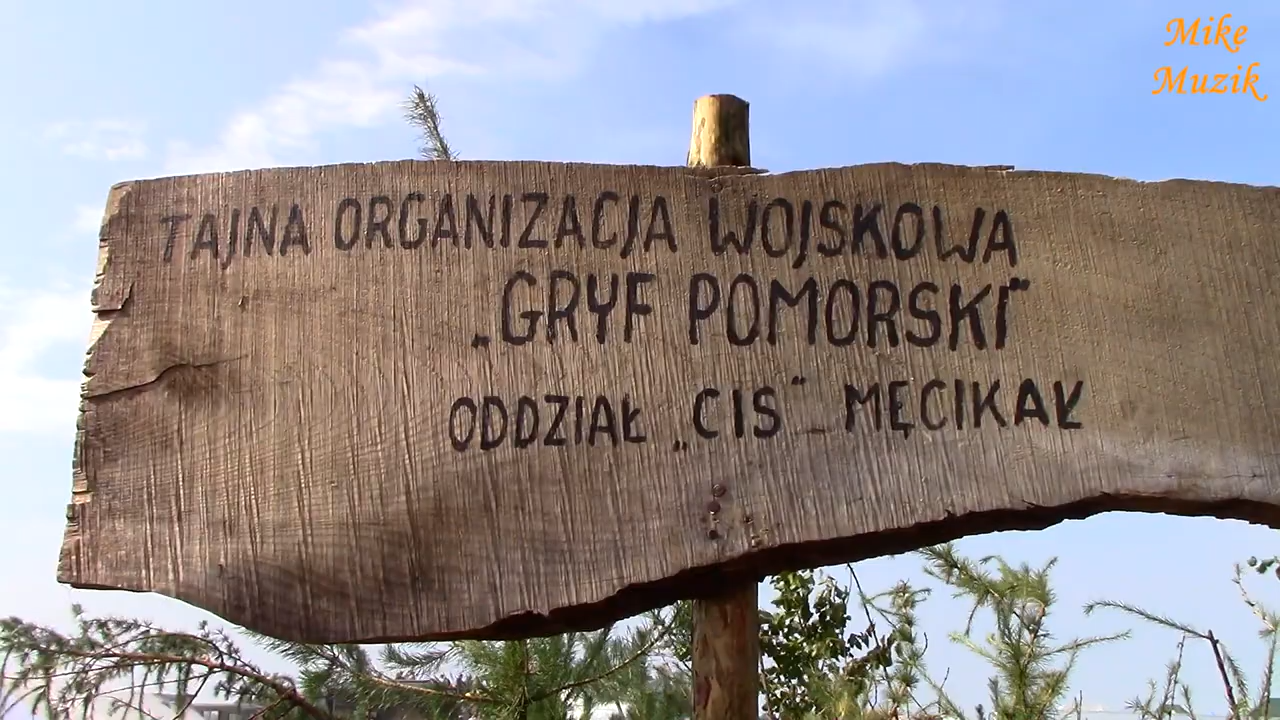 Mike
Muzik
TAJNA ORGANIZACJA WOJSKOWA
„GRYF POMORSKI"
ODDZIAŁ „CIS" MĘCIKAŁ